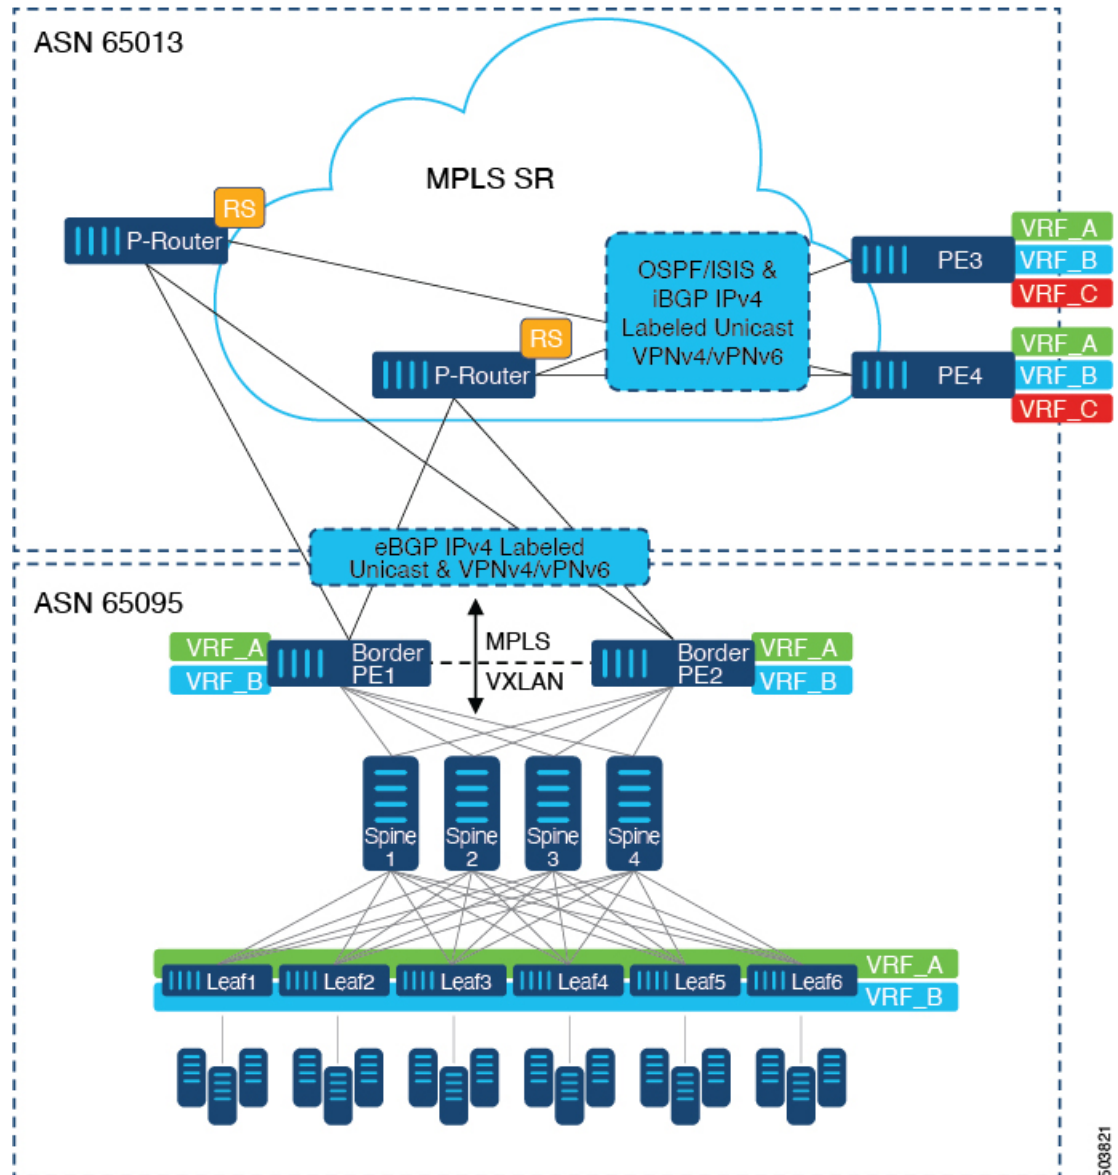 ASN 65013
MPLS SR
RS
P-Router
RS
P-Router
OSPF/ISIS &
iBGP IPv4
Labeled Unicast
VPNv4/vPNv6
PE3
VRF_A
VRF_B
VRF_C
PE4
VRF_A
VRF_B
VRF_C
eBGP IPv4 Labeled
Unicast & VPNv4/vPNv6
ASN 65095
VRF_A
VRF_B
Border
PE1
MPLS
VXLAN
Border
PE2
VRF_A
VRF_B
Spine
1
Spine
2
Spine
3
Spine
4
Leaf1
Leaf2
Leaf3
Leaf4
Leaf5
Leaf6
VRF_A
VRF_B
503821